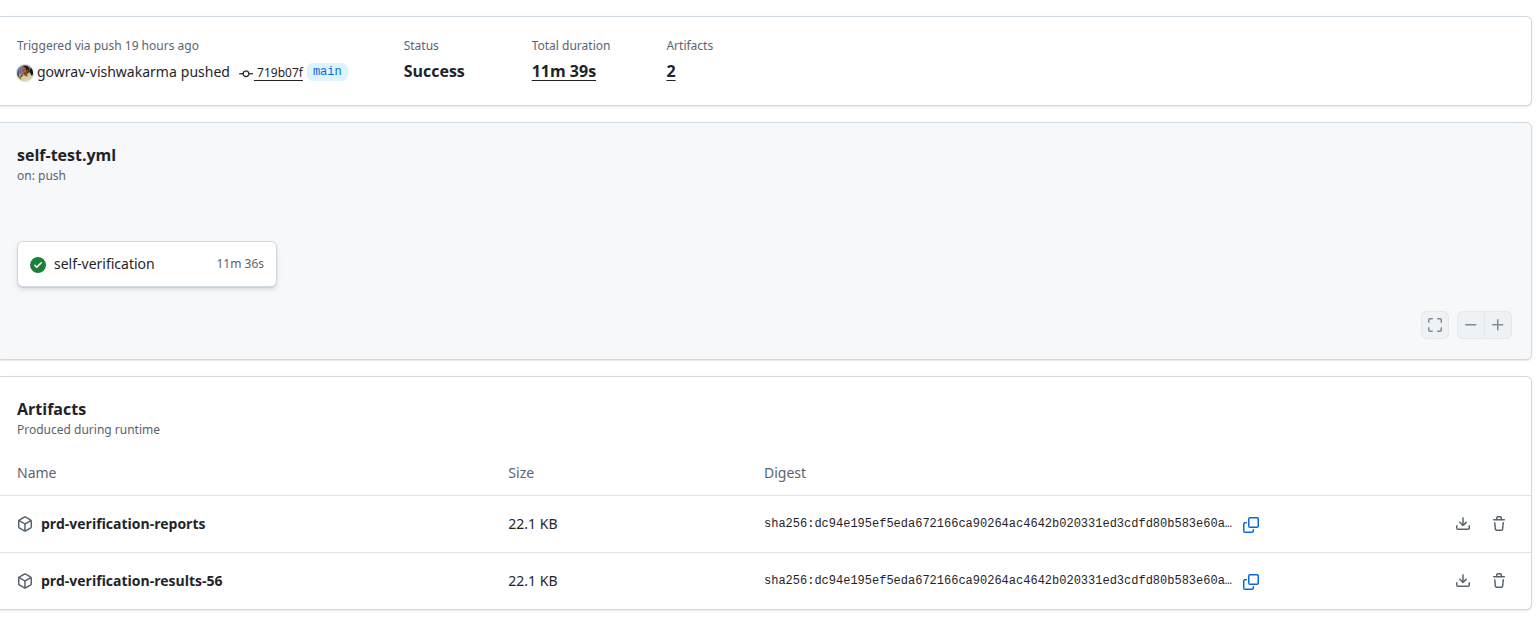 Triggered via push 19 hours ago
gowrav-vishwakarma pushed 719b07f main
Status
Success
Total duration
11m 39s
Artifacts
2
self-test.yml
on: push
self-verification 11m 36s
Artifacts
Produced during runtime
Name Size Digest
prd-verification-reports 22.1 KB sha256:dc94e195ef5eda672166ca90264ac4642b020331ed3cdfd80b583e60a…
prd-verification-results-56 22.1 KB sha256:dc94e195ef5eda672166ca90264ac4642b020331ed3cdfd80b583e60a…